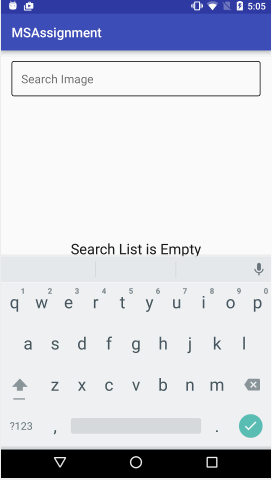 5:05
MSAssignment
Search Image
Search List is Empty
1 2 3 4 5 6 7 8 9 0
q w e r t y u i o p
a s d f g h j k l
z x c v b n m
?123 , .